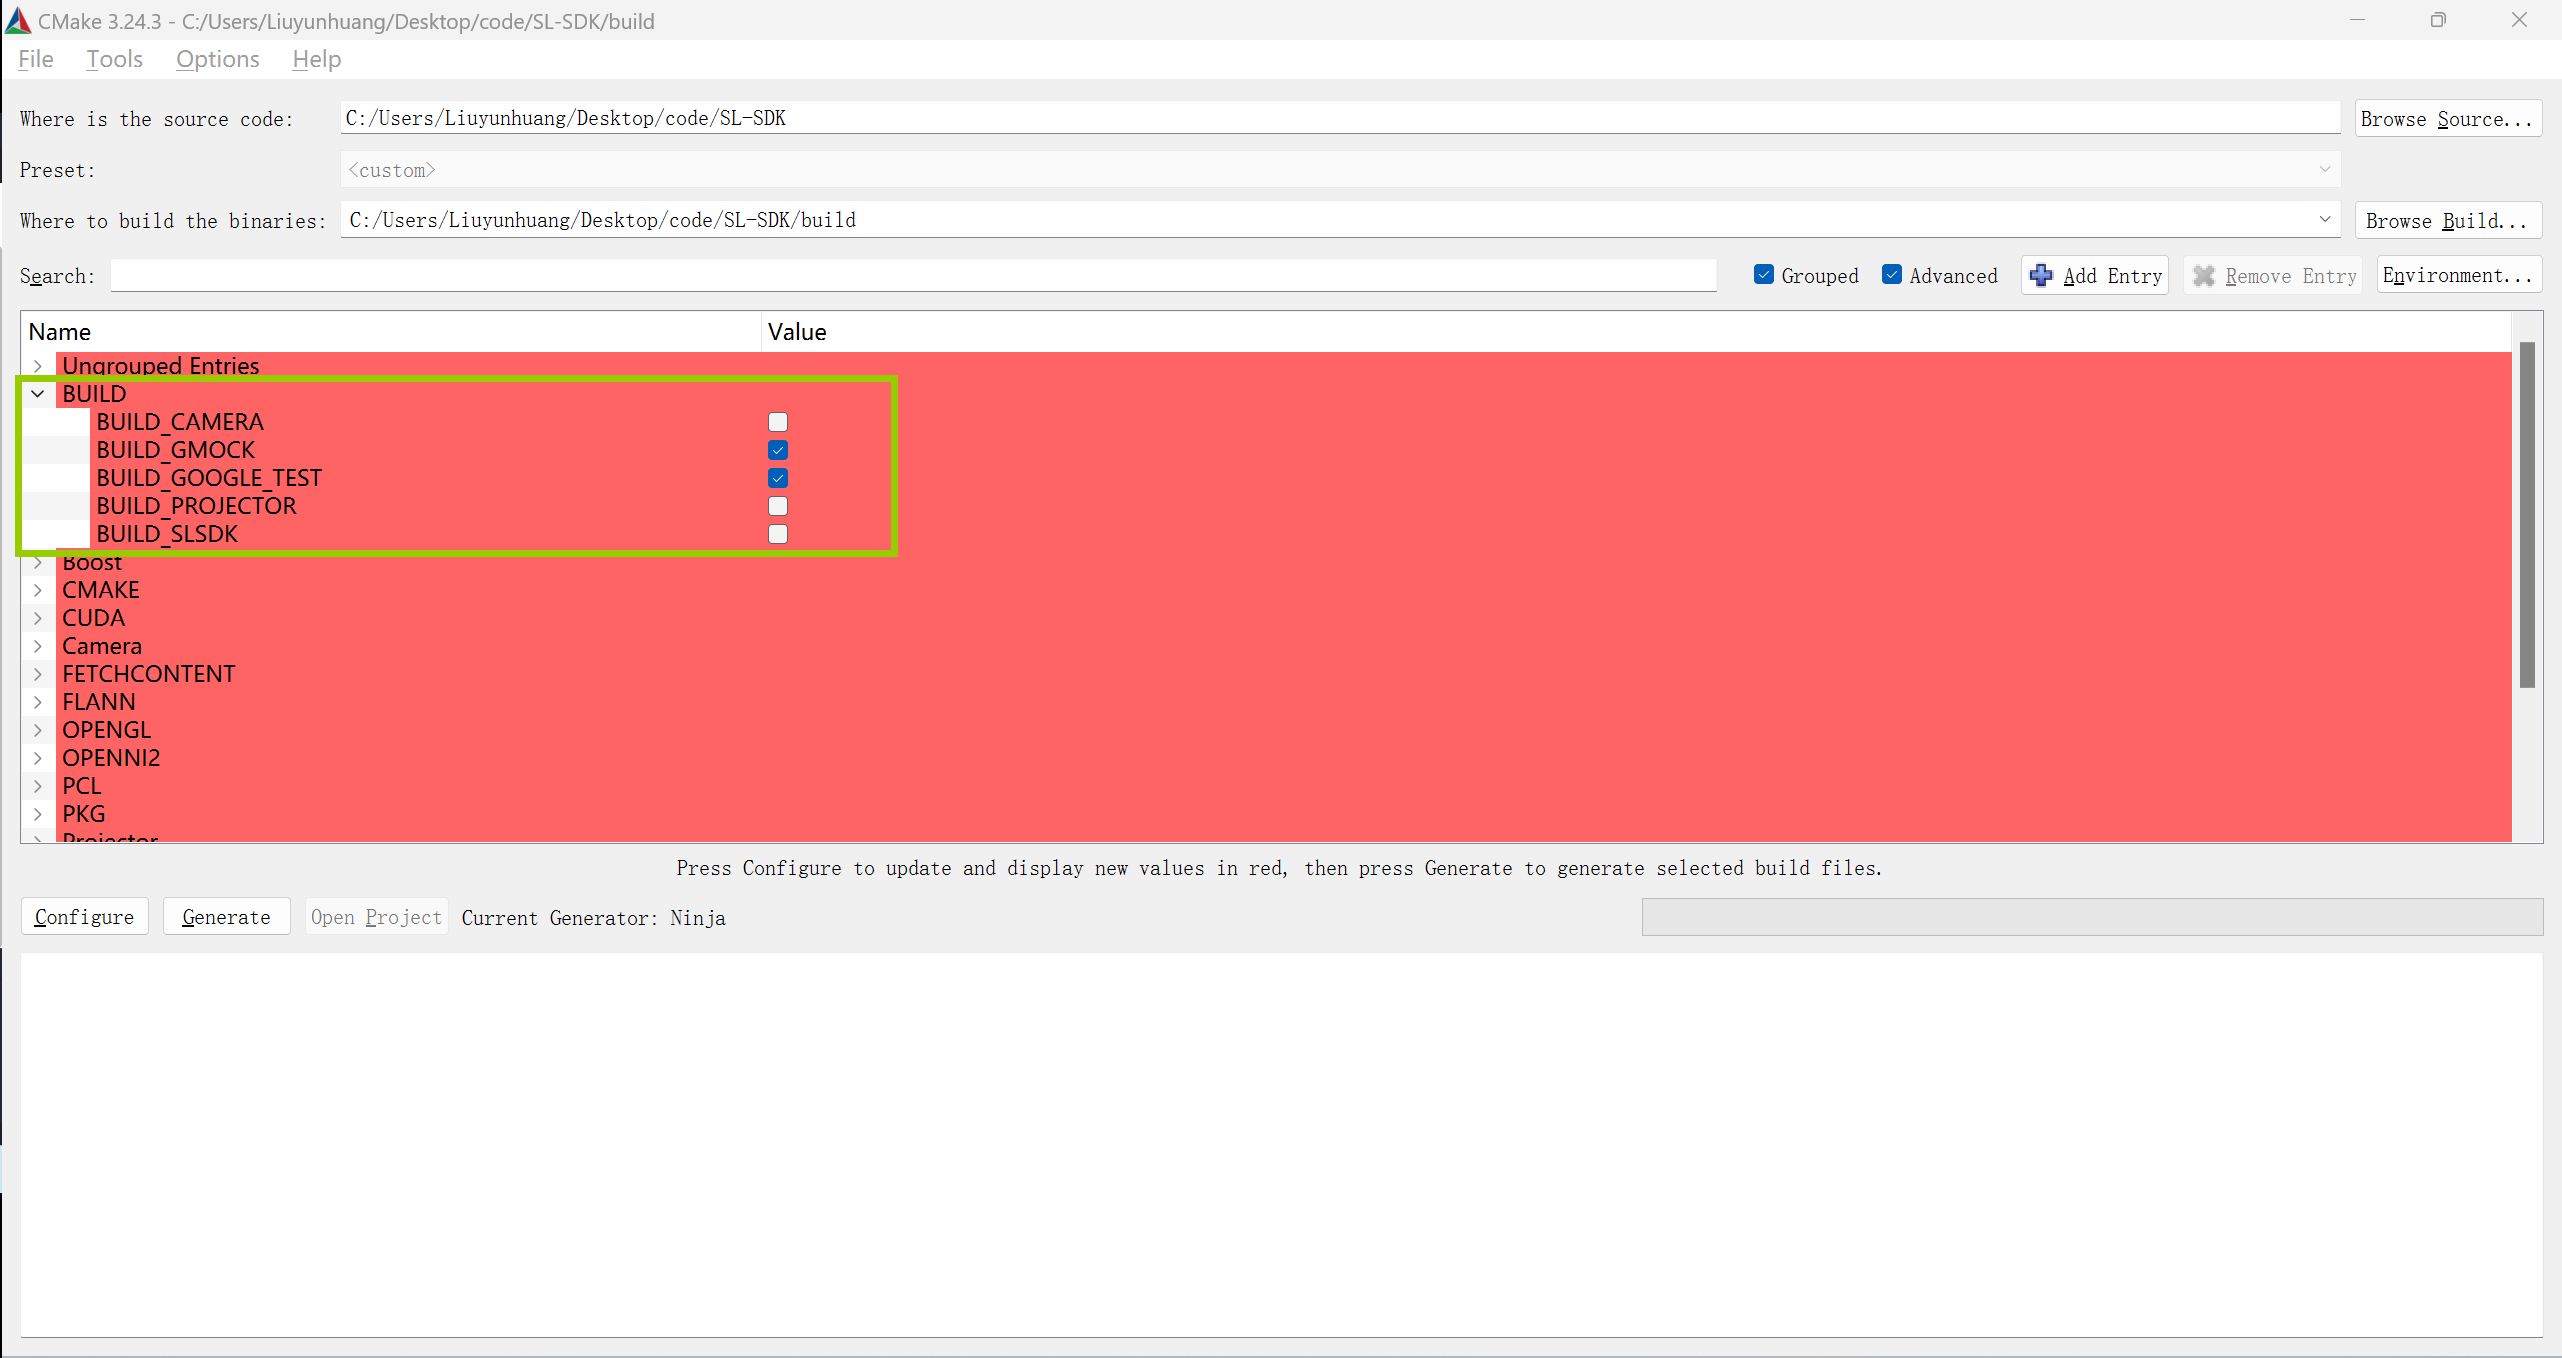 CMake 3.24.3 - C:/Users/Liuyunhuang/Desktop/code/SL-SDK/build
File Tools Options Help
Where is the source code: C:/Users/Liuyunhuang/Desktop/code/SL-SDK Browse Source...
Preset: <custom>
Where to build the binaries: C:/Users/Liuyunhuang/Desktop/code/SL-SDK/build Browse Build...
Search: Grouped Advanced Add Entry Remove Entry Environment...
Name Value
Ungrouped Entries
BUILD
BUILD_CAMERA
BUILD_GMOCK
BUILD_GOOGLE_TEST
BUILD_PROJECTOR
BUILD_SLSDK
Boost
CMAKE
CUDA
Camera
FETCHCONTENT
FLANN
OPENGL
OPENNI2
PCL
PKG
Projector
Press Configure to update and display new values in red, then press Generate to generate selected build files.
Configure Generate Open Project Current Generator: Ninja